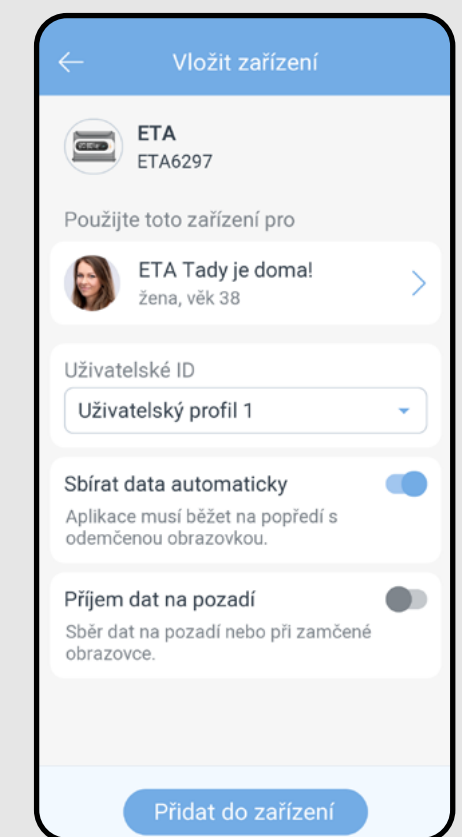 Vložit zařízení
ETA
ETA6297
Použijte toto zařízení pro
ETA Tady je doma!
žena, věk 38
Uživatelské ID
Uživatelský profil 1
Sbírat data automaticky
Aplikace musí běžet na popředí s
odemčenou obrazovkou.
Příjem dat na pozadí
Sběr dat na pozadí nebo při zamčené
obrazovce.
Přidat do zařízení